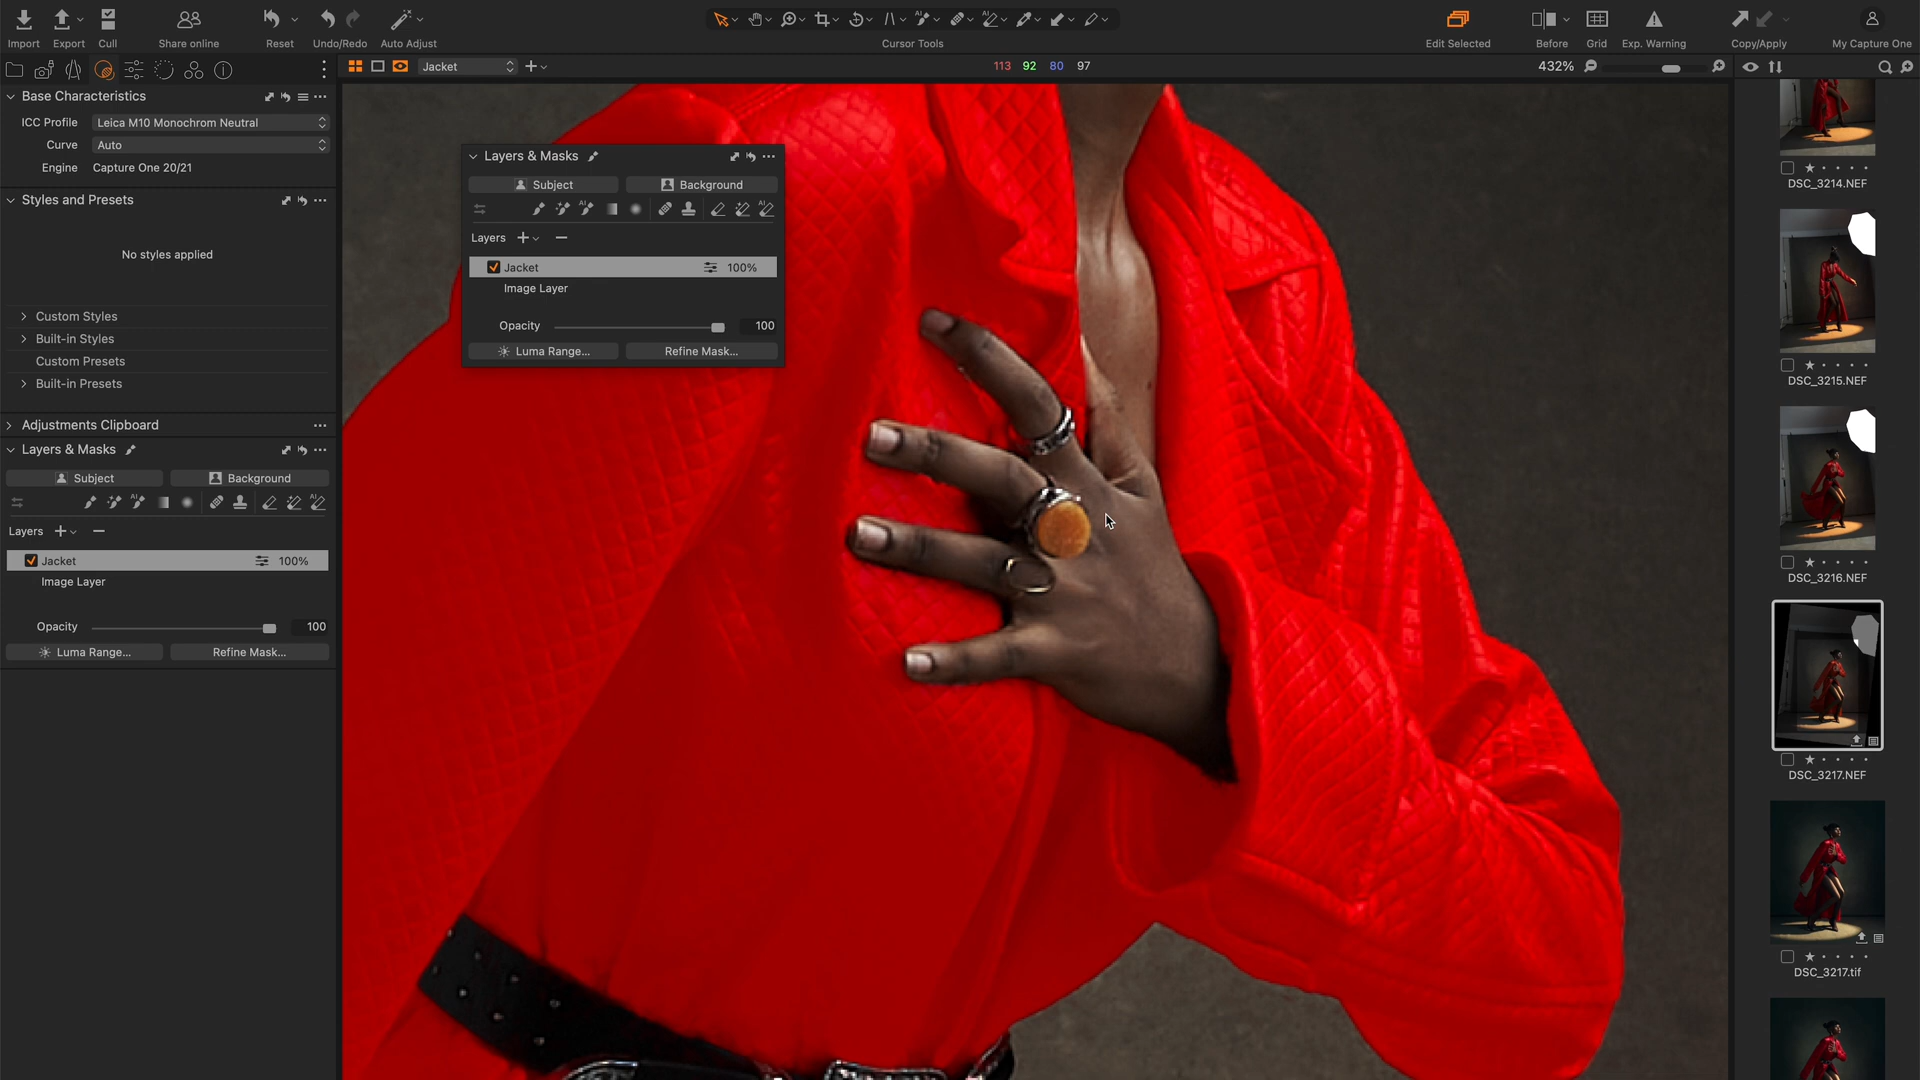 Import
Export
Cull
Share online
Reset
Undo/Redo
Auto Adjust
Cursor Tools
Edit Selected
Before
Grid
Exp. Warning
Copy/Apply
My Capture One
Jacket
113 92 80 97
432%
Base Characteristics
ICC Profile Leica M10 Monochrom Neutral
Curve Auto
Engine Capture One 20/21
Styles and Presets
No styles applied
Custom Styles
Built-in Styles
Custom Presets
Built-in Presets
Adjustments Clipboard
Layers & Masks
Subject Background
AI AI
Layers
Jacket 100%
Image Layer
Opacity 100
Luma Range... Refine Mask...
Layers & Masks
Subject Background
AI AI
Layers
Jacket 100%
Image Layer
Opacity 100
Luma Range... Refine Mask...
DSC_3214.NEF
DSC_3215.NEF
DSC_3216.NEF
DSC_3217.NEF
DSC_3217.tif